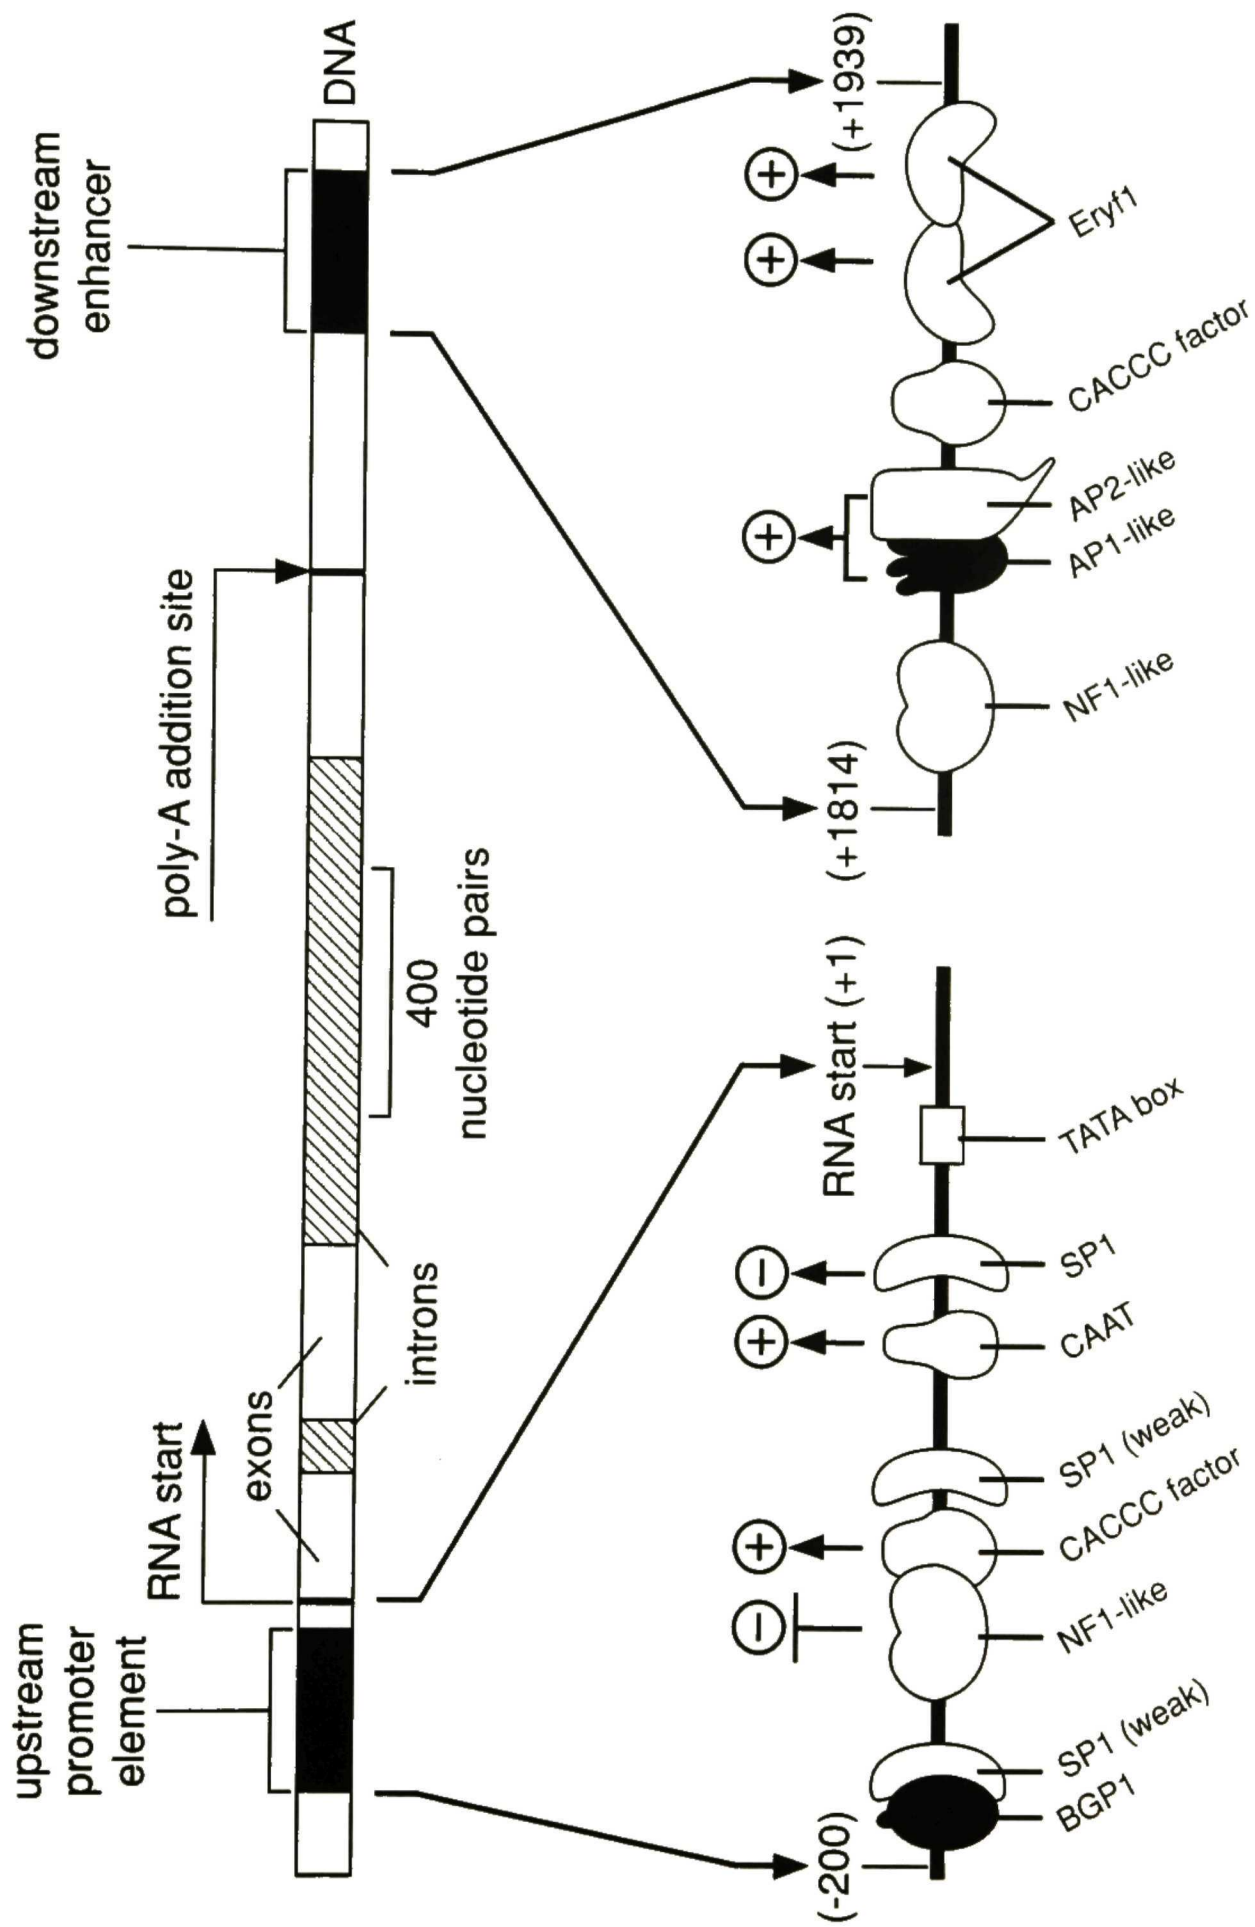 upstream
promoter
element
RNA start
exons
introns
poly-A addition site
400
nucleotide pairs
downstream
enhancer
DNA
(-200)
RNA start (+1)
(+1814)
(+1939)
−
+
+
−
+
+
+
BGP1
SP1 (weak)
NF1-like
CACCC factor
SP1 (weak)
CAAT
SP1
TATA box
NF1-like
AP1-like
AP2-like
CACCC factor
Eryf1